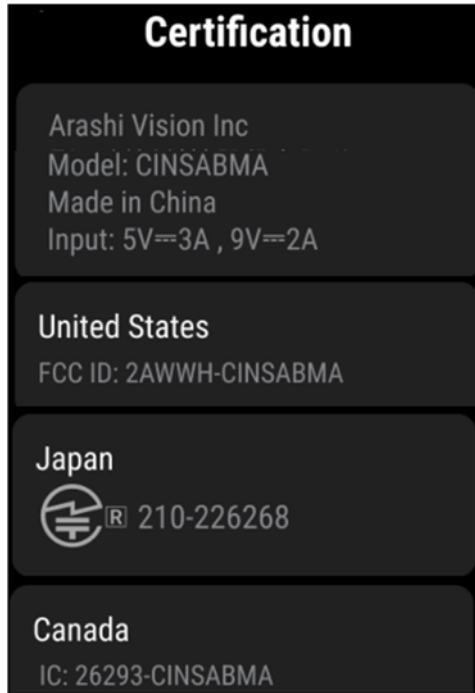 Certification
Arashi Vision Inc
Model: CINSABMA
Made in China
Input: 5V⎓3A , 9V⎓2A
United States
FCC ID: 2AWWH-CINSABMA
Japan
R 210-226268
Canada
IC: 26293-CINSABMA